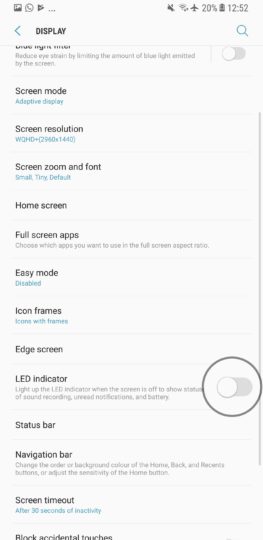 20% 12:52
DISPLAY
Blue light filter
Reduce eye strain by limiting the amount of blue light emitted
by the screen.
Screen mode
Adaptive display
Screen resolution
WQHD+(2960x1440)
Screen zoom and font
Small, Tiny, Default
Home screen
Full screen apps
Choose which apps you want to use in the full screen aspect ratio.
Easy mode
Disabled
Icon frames
Icons with frames
Edge screen
LED indicator
Light up the LED indicator when the screen is off to show status
of sound recording, unread notifications, and battery.
Status bar
Navigation bar
Change the order or background colour of the Home, Back, and Recents
buttons, or adjust the sensitivity of the Home button.
Screen timeout
After 30 seconds of inactivity
Block accidental touches